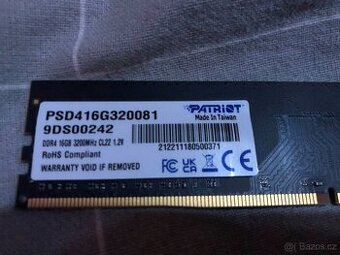 PSD416G320081
PATRIOT
Made in Taiwan
9DS00242
DDR4 16GB 3200MHz CL22 1.2V
RoHS Compliant
212211180500371
WARRANTY VOID IF REMOVED
CE
UK
CA
Bazos.cz